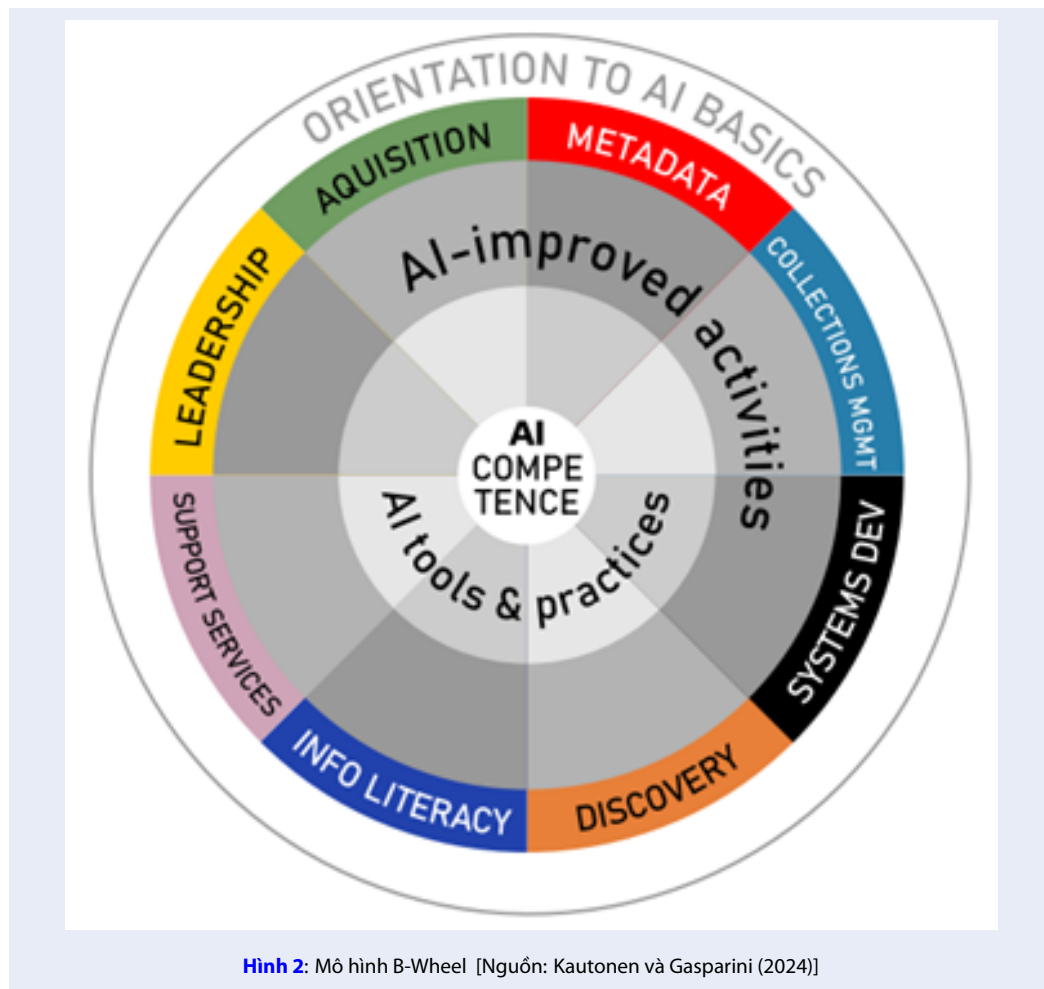 ORIENTATION TO AI BASICS
AQUISITION
METADATA
COLLECTIONS MGMT
SYSTEMS DEV
DISCOVERY
INFO LITERACY
SUPPORT SERVICES
LEADERSHIP
AI-improved activities
AI
COMPE
TENCE
AI tools & practices
Hình 2: Mô hình B-Wheel [Nguồn: Kautonen và Gasparini (2024)]